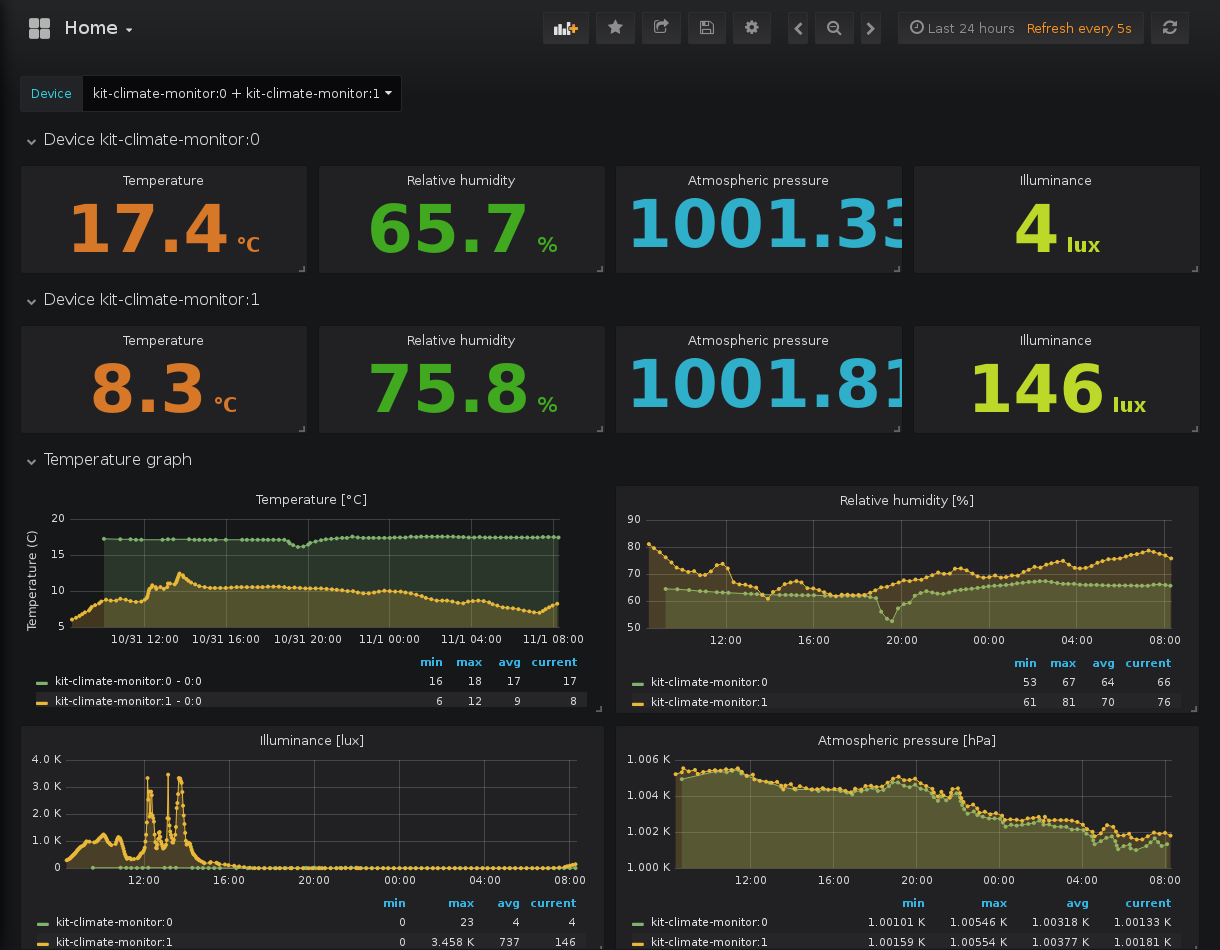 Home
Last 24 hours Refresh every 5s
Device kit-climate-monitor:0 + kit-climate-monitor:1
Device kit-climate-monitor:0
Temperature Relative humidity Atmospheric pressure Illuminance
17.4 °C 65.7 % 1001.33 4 lux
Device kit-climate-monitor:1
Temperature Relative humidity Atmospheric pressure Illuminance
8.3 °C 75.8 % 1001.81 146 lux
Temperature graph
Temperature [°C]
Temperature (C)
20
15
10
5
10/31 12:00 10/31 16:00 10/31 20:00 11/1 00:00 11/1 04:00 11/1 08:00
min max avg current
kit-climate-monitor:0 - 0:0 16 18 17 17
kit-climate-monitor:1 - 0:0 6 12 9 8
Relative humidity [%]
90
80
70
60
50
12:00 16:00 20:00 00:00 04:00 08:00
min max avg current
kit-climate-monitor:0 53 67 64 66
kit-climate-monitor:1 61 81 70 76
Illuminance [lux]
4.0 K
3.0 K
2.0 K
1.0 K
0
12:00 16:00 20:00 00:00 04:00 08:00
min max avg current
kit-climate-monitor:0 0 23 4 4
kit-climate-monitor:1 0 3.458 K 737 146
Atmospheric pressure [hPa]
1.006 K
1.004 K
1.002 K
1.000 K
12:00 16:00 20:00 00:00 04:00 08:00
min max avg current
kit-climate-monitor:0 1.00101 K 1.00546 K 1.00318 K 1.00133 K
kit-climate-monitor:1 1.00159 K 1.00554 K 1.00377 K 1.00181 K